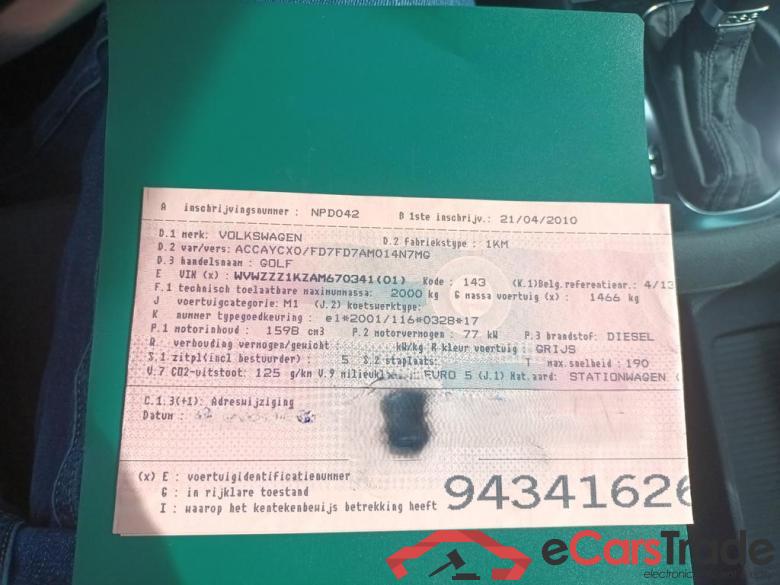 A inschrijvingsnummer : NPD042 B 1ste inschrijv.: 21/04/2010
D.1 merk: VOLKSWAGEN D.2 fabriekstype : 1KM
D.2 var/vers: ACCAYCX0/FD7FD7AM014N7MG
D.3 handelsnaam : GOLF
E VIN (x) : WVWZZZ1KZAM670341(01) Kode : 143 (K.1)Belg.referentienr.: 4/13
F.1 technisch toelaatbare maximummassa: 2000 kg G massa voertuig (x) : 1466 kg
J voertuigcategorie: M1 (J.2) koetswerktype:
K nummer typegoedkeuring : e1*2001/116*0328*17
P.1 motorinhoud : 1598 cm3 P.2 motorvermogen : 77 kW P.3 brandstof: DIESEL
Q. verhouding vermogen/gewicht kW/kg R kleur voertuig : GRIJS
S.1 zitpl(incl bestuurder) : 5 S.2 staplaats: T max.snelheid : 190
V.7 CO2-uitstoot: 125 g/km V.9 EURO 5 (J.1) Nat.aard: STATIONWAGEN (
C.1.3(+1): Adreswijziging
Datum :
(x) E : voertuigidentificatienummer
G : in rijklare toestand
I : waarop het kentekenbewijs betrekking heeft
94341626
eCarsTrade